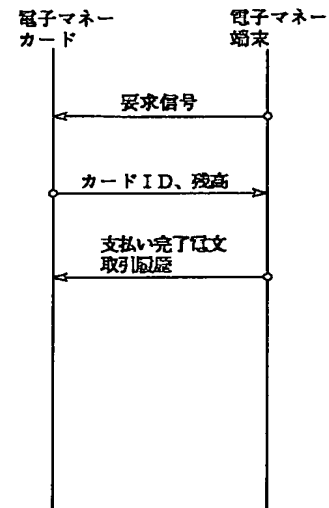 電子マネー
カード
電子マネー
端末
要求信号
カードID、残高
支払い完了電文
取引履歴